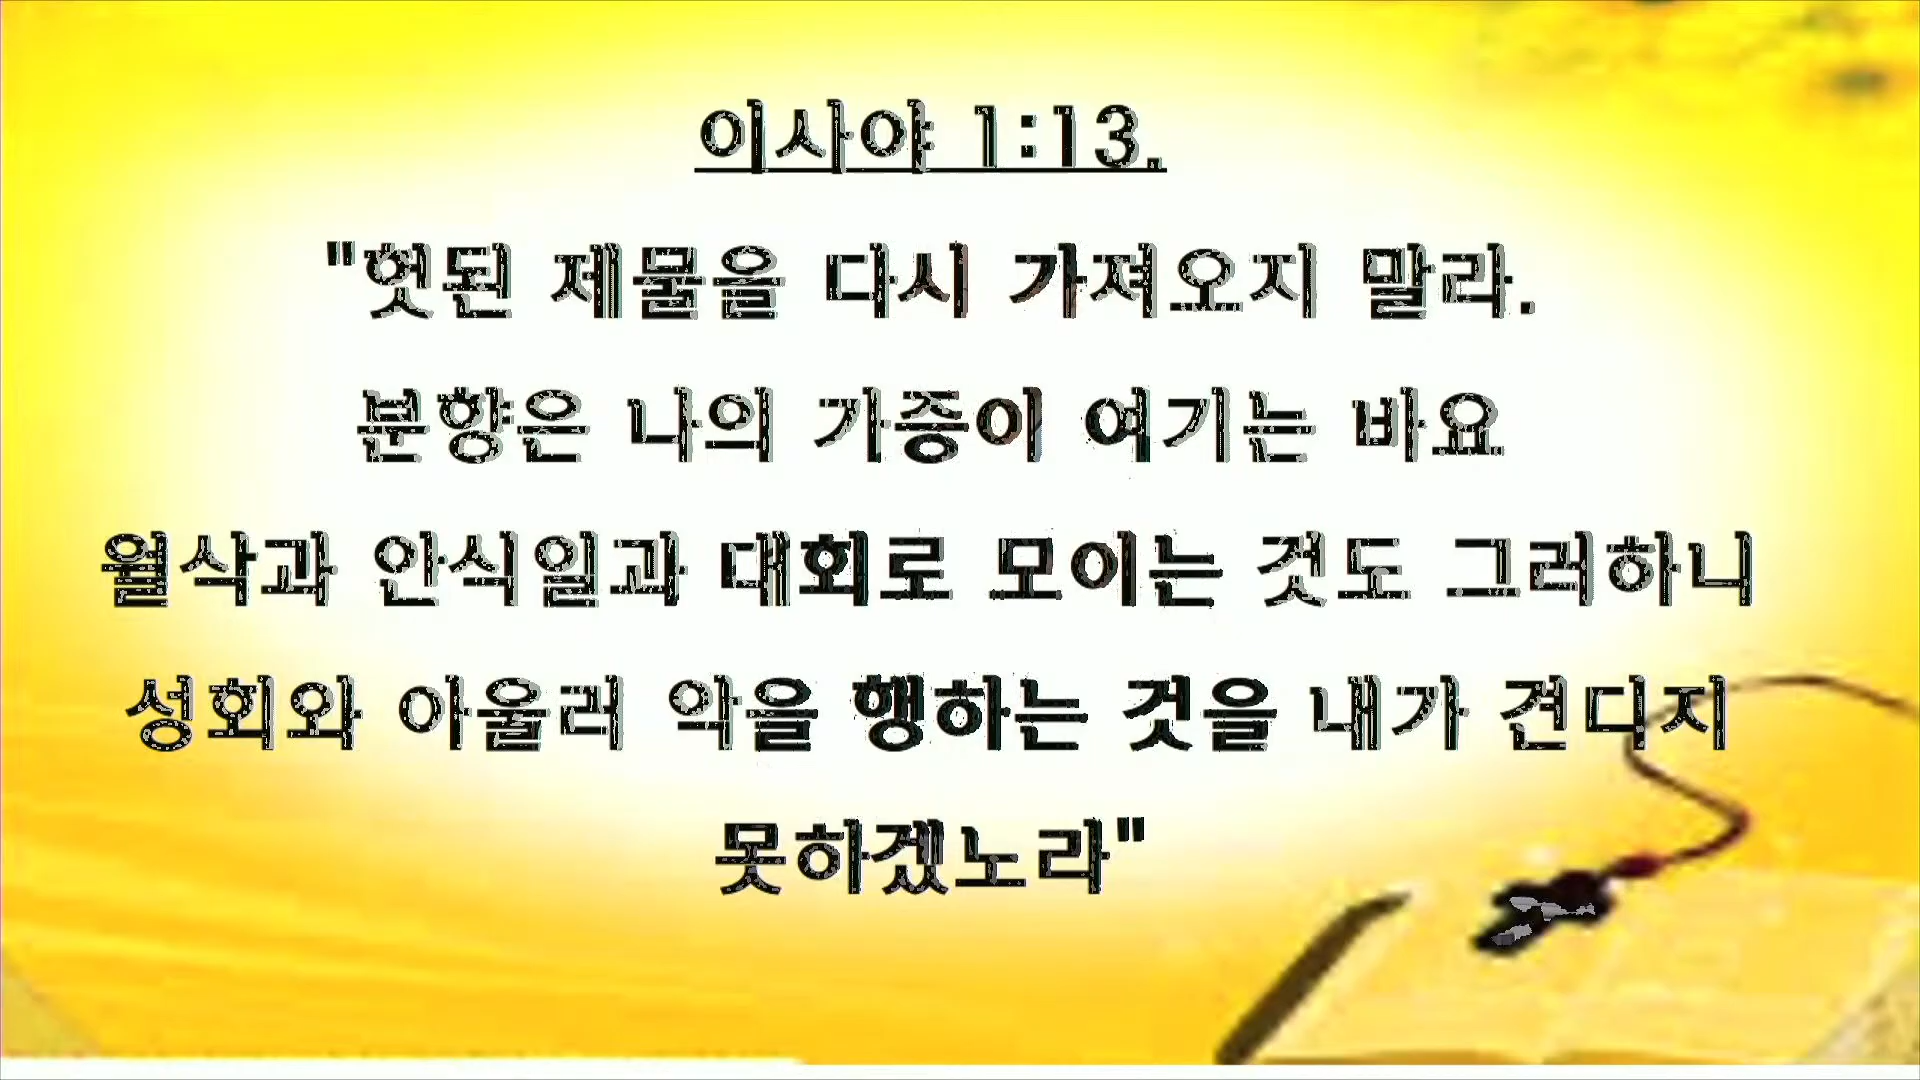 이사야 1:13.
"헛된 제물을 다시 가져오지 말라.
분향은 나의 가증이 여기는 바요
월삭과 안식일과 대회로 모이는 것도 그러하니
성회와 아울러 악을 행하는 것을 내가 견디지
못하겠노라"